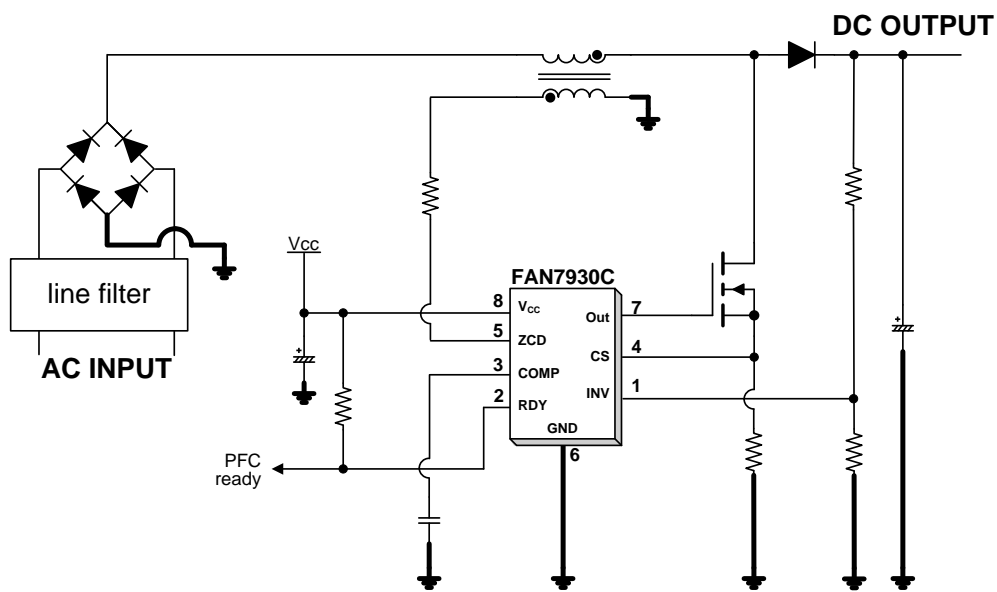 DC OUTPUT
line filter
AC INPUT
Vcc
FAN7930C
8 VCC
5 ZCD
3 COMP
2 RDY
Out 7
CS 4
INV 1
GND
6
PFC
ready
+
+